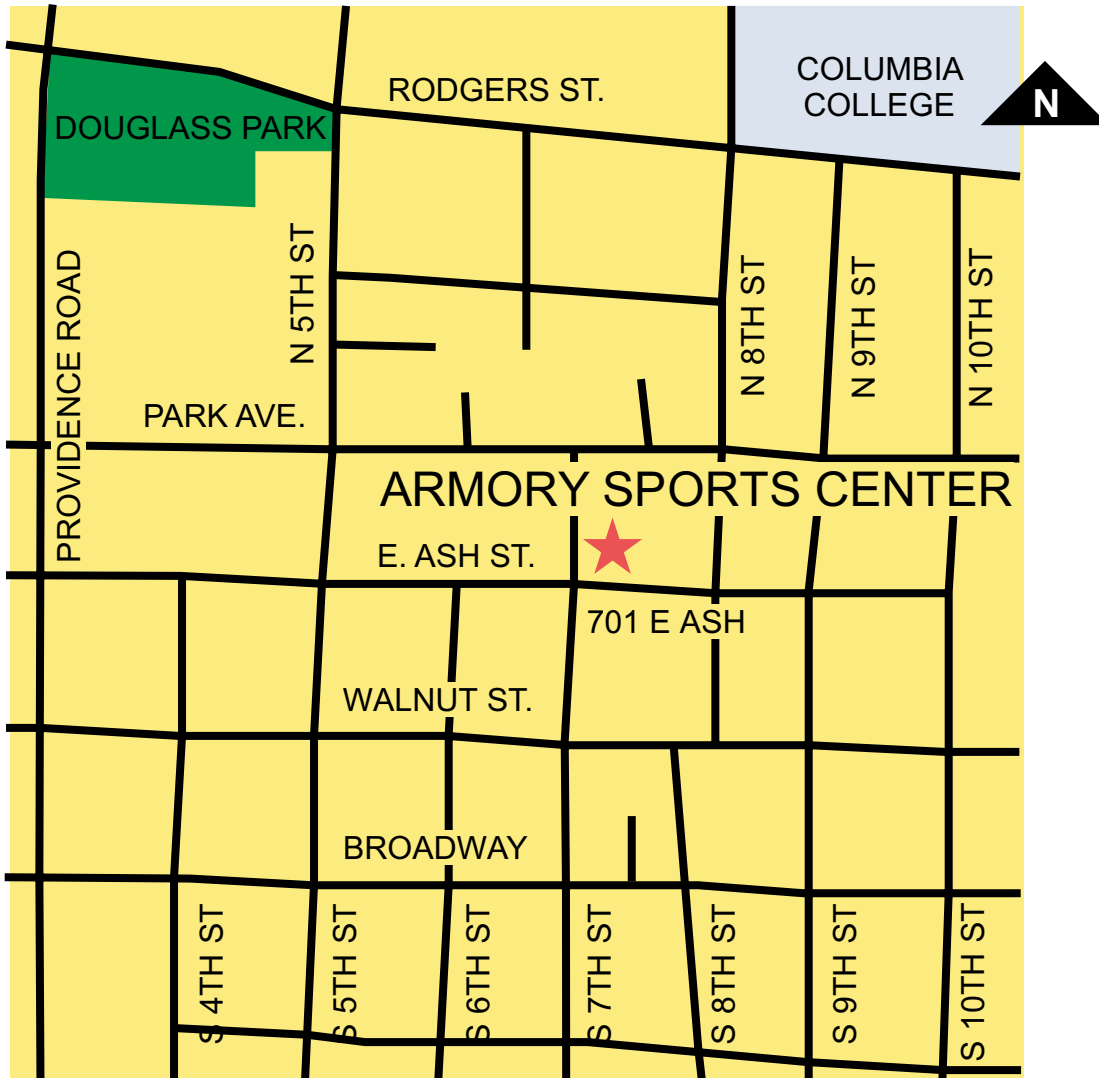 COLUMBIA
COLLEGE
N
RODGERS ST.
DOUGLASS PARK
PROVIDENCE ROAD
N 5TH ST
N 8TH ST
N 9TH ST
N 10TH ST
PARK AVE.
ARMORY SPORTS CENTER
E. ASH ST.
701 E ASH
WALNUT ST.
BROADWAY
S 4TH ST
S 5TH ST
S 6TH ST
S 7TH ST
S 8TH ST
S 9TH ST
S 10TH ST